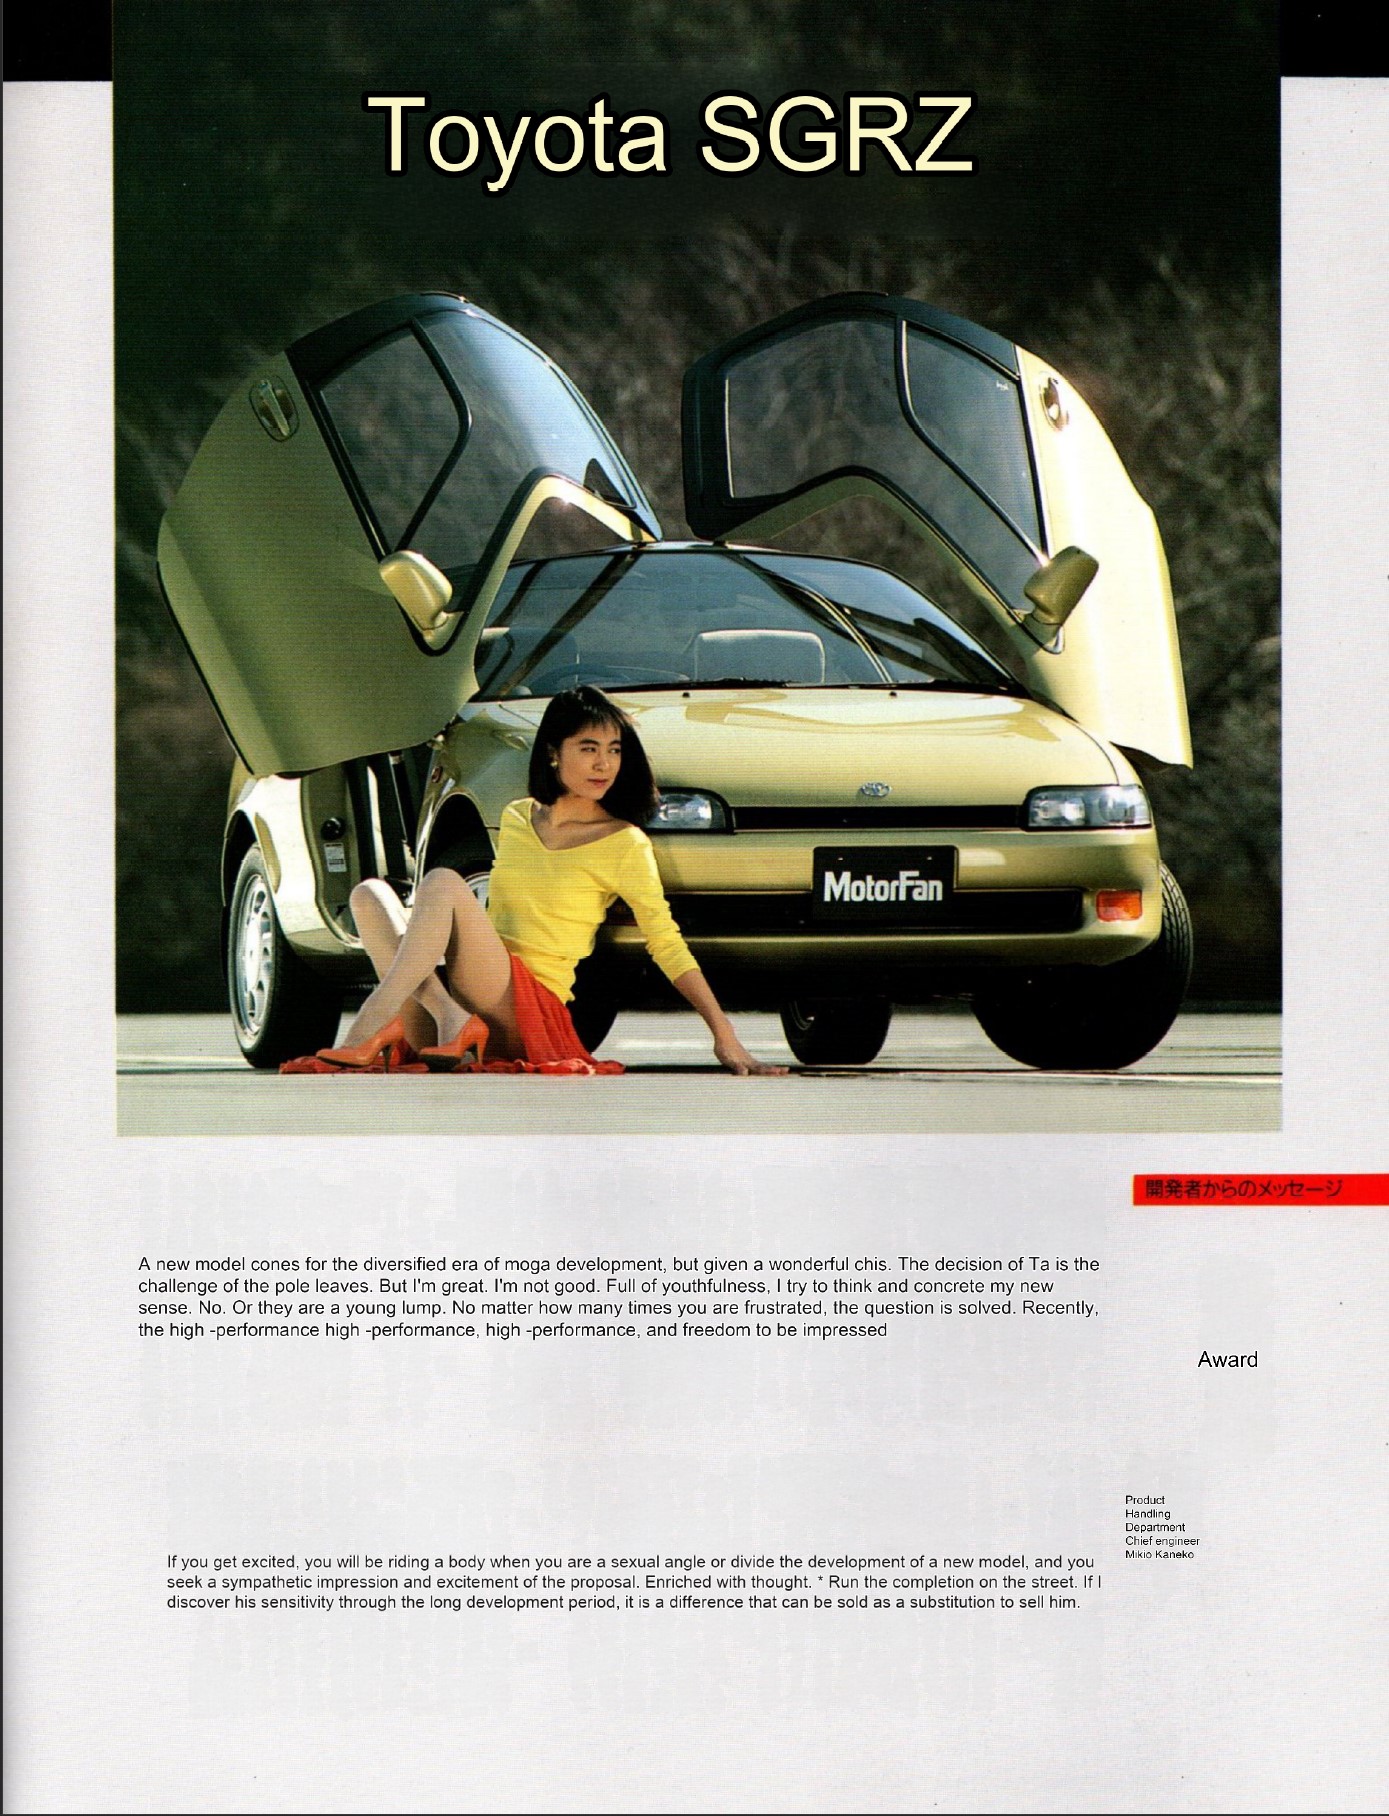 Toyota SGRZ
MotorFan
開発者からのメッセージ
A new model cones for the diversified era of moga development, but given a wonderful chis. The decision of Ta is the
challenge of the pole leaves. But I'm great. I'm not good. Full of youthfulness, I try to think and concrete my new
sense. No. Or they are a young lump. No matter how many times you are frustrated, the question is solved. Recently,
the high -performance high -performance, high -performance, and freedom to be impressed
Award
Product
Handling
Department
Chief engineer
Mikio Kaneko
If you get excited, you will be riding a body when you are a sexual angle or divide the development of a new model, and you
seek a sympathetic impression and excitement of the proposal. Enriched with thought. * Run the completion on the street. If I
discover his sensitivity through the long development period, it is a difference that can be sold as a substitution to sell him.